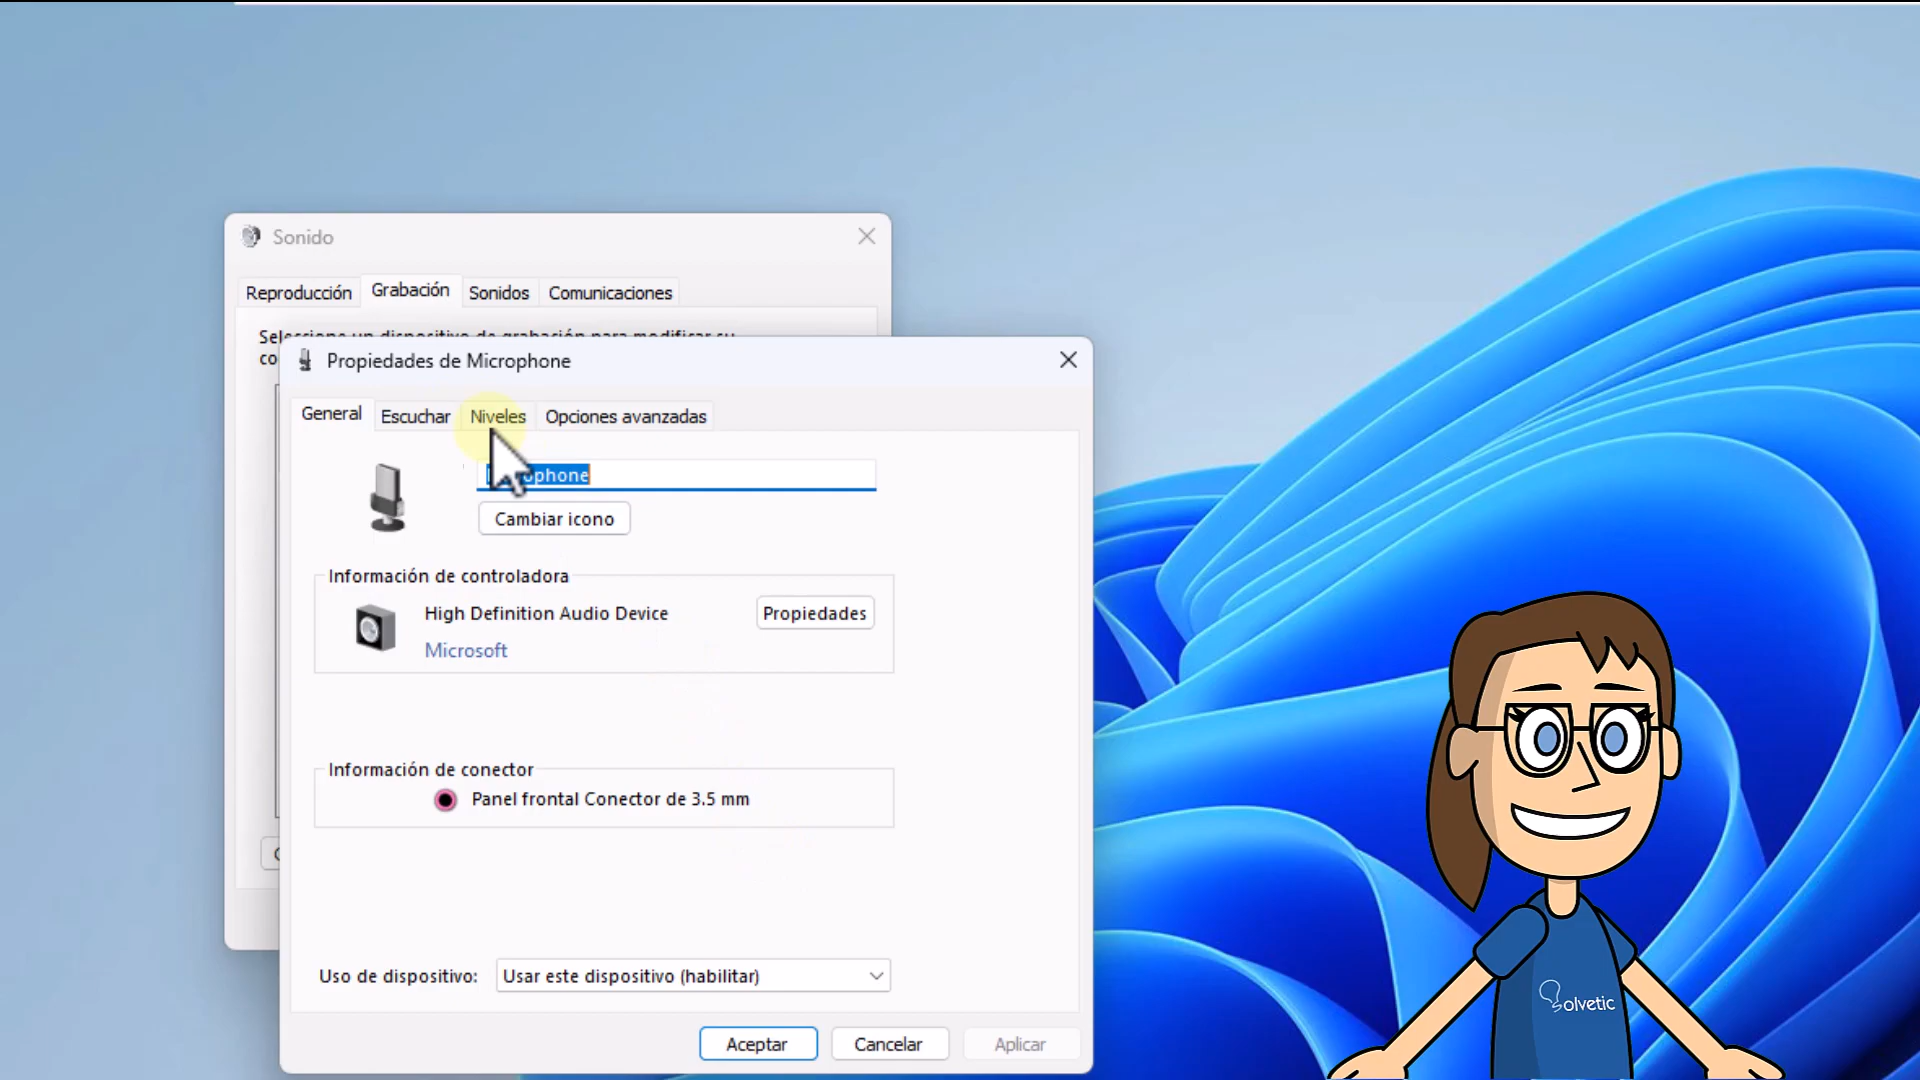 Sonido
Reproducción Grabación Sonidos Comunicaciones
Seleccione un dispositivo de grabación para modificar su
Propiedades de Microphone
General Escuchar Niveles Opciones avanzadas
Cambiar icono
Información de controladora
High Definition Audio Device Propiedades
Microsoft
Información de conector
Panel frontal Conector de 3.5 mm
Uso de dispositivo: Usar este dispositivo (habilitar)
Aceptar Cancelar Aplicar
Solvetic